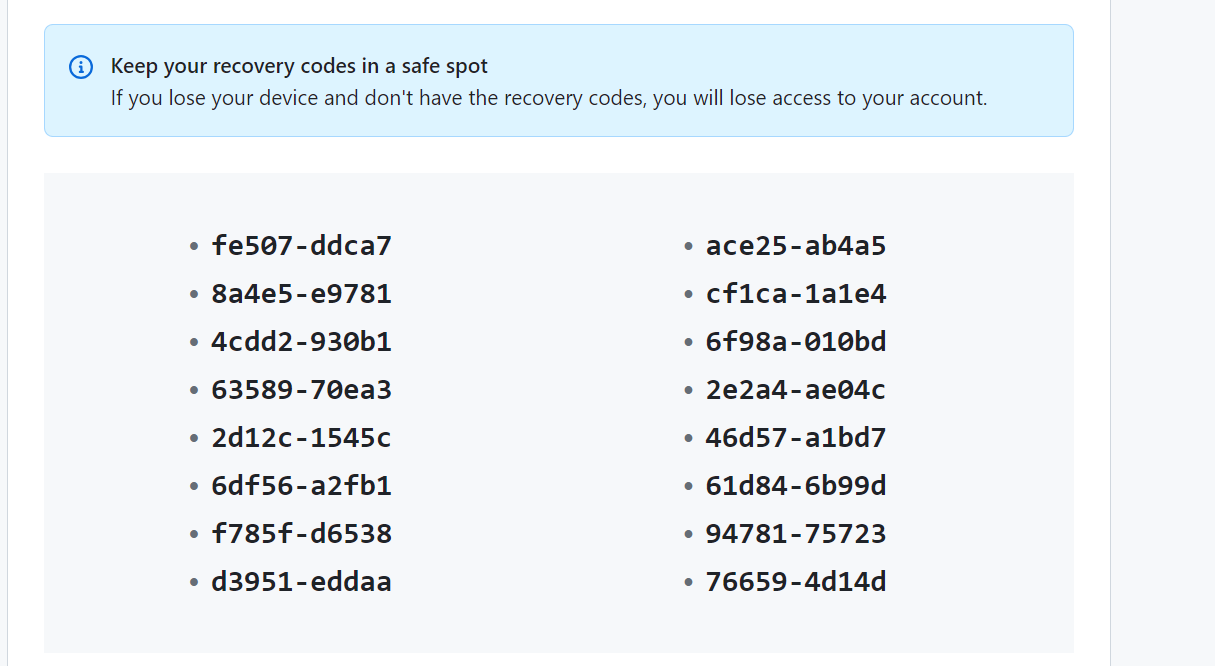 Keep your recovery codes in a safe spot
If you lose your device and don't have the recovery codes, you will lose access to your account.
• fe507-ddca7
• 8a4e5-e9781
• 4cdd2-930b1
• 63589-70ea3
• 2d12c-1545c
• 6df56-a2fb1
• f785f-d6538
• d3951-eddaa
• ace25-ab4a5
• cf1ca-1a1e4
• 6f98a-010bd
• 2e2a4-ae04c
• 46d57-a1bd7
• 61d84-6b99d
• 94781-75723
• 76659-4d14d